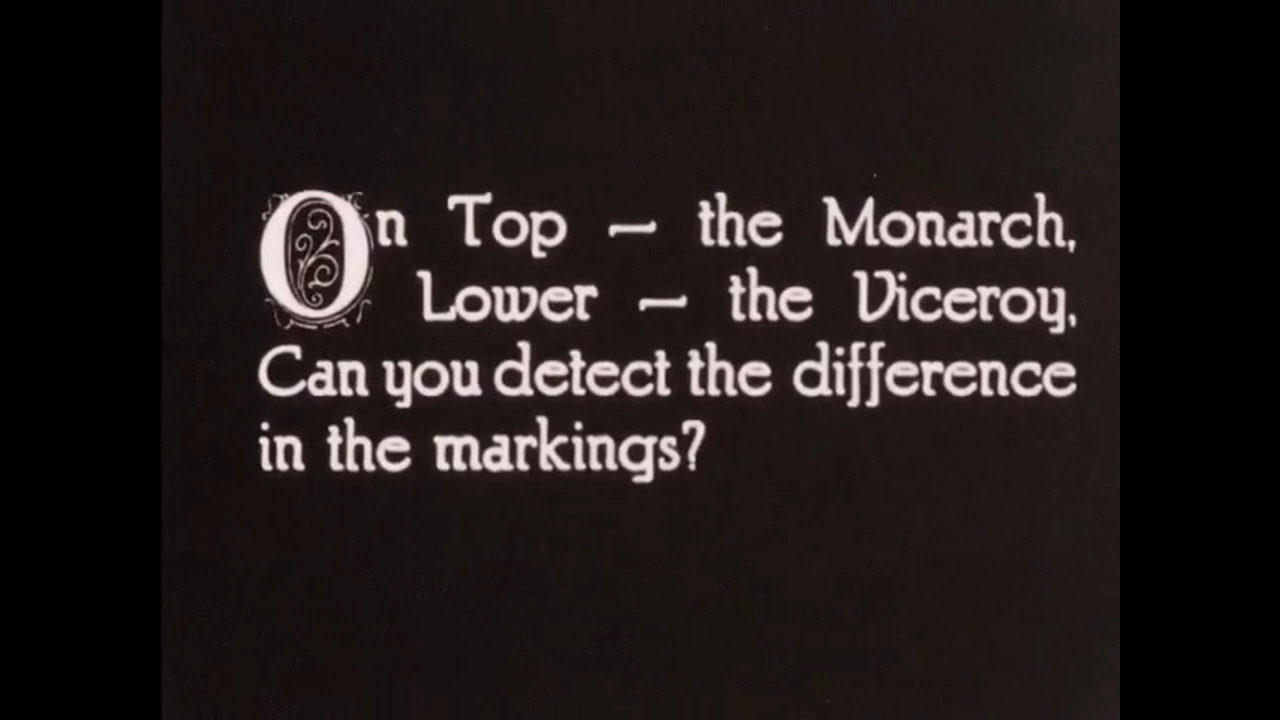 On Top — the Monarch,
Lower — the Viceroy,
Can you detect the difference
in the markings?